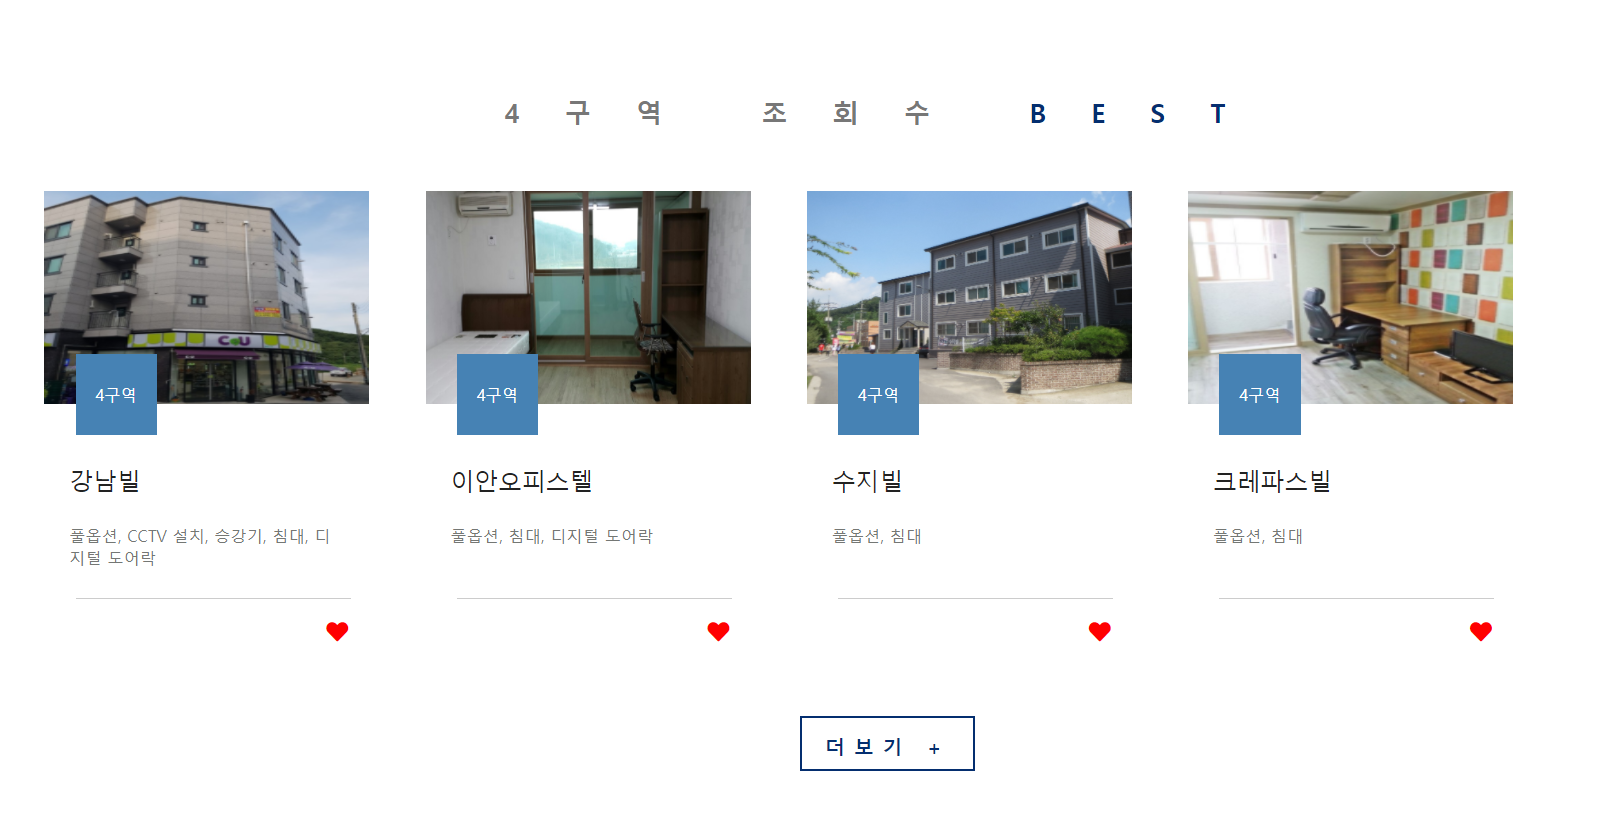 4구역 조회수 BEST
CU
4구역
4구역
4구역
4구역
강남빌
이안오피스텔
수지빌
크레파스빌
풀옵션, CCTV 설치, 승강기, 침대, 디
지털 도어락
풀옵션, 침대, 디지털 도어락
풀옵션, 침대
풀옵션, 침대
더보기 +